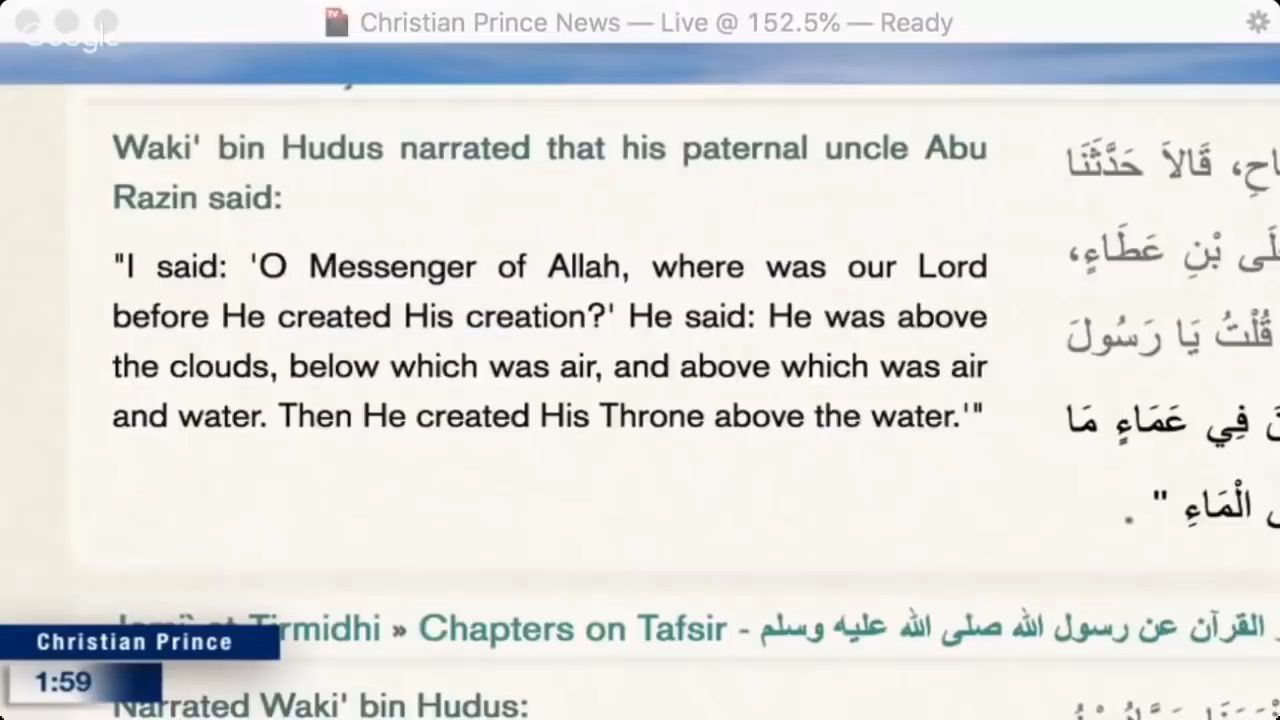 Christian Prince News — Live @ 152.5% — Ready
Google
Waki' bin Hudus narrated that his paternal uncle Abu
Razin said:
"I said: 'O Messenger of Allah, where was our Lord
before He created His creation?' He said: He was above
the clouds, below which was air, and above which was air
and water. Then He created His Throne above the water.'"
قَالاَ حَدَّثَنَا
بْنِ عَطَاءٍ،
قُلْتُ يَا رَسُولَ
فِي عَمَاءٍ مَا
الْمَاءِ " .
Tirmidhi » Chapters on Tafsir - القرآن عن رسول الله صلى الله عليه وسلم
Christian Prince
1:59
Narrated Waki' bin Hudus: